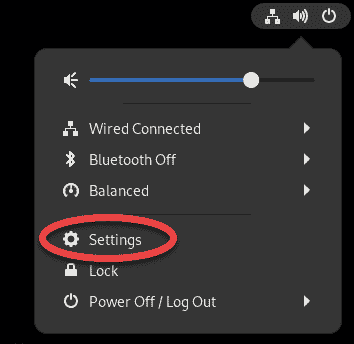 Wired Connected
Bluetooth Off
Balanced
Settings
Lock
Power Off / Log Out